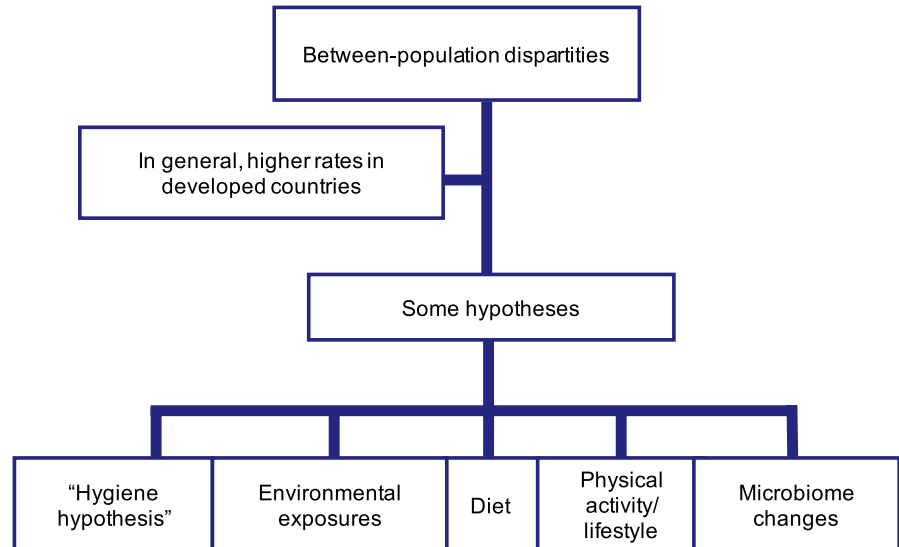 Between-population dispartities
In general, higher rates in
developed countries
Some hypotheses
“Hygiene
hypothesis”
Environmental
exposures
Diet
Physical
activity/
lifestyle
Microbiome
changes